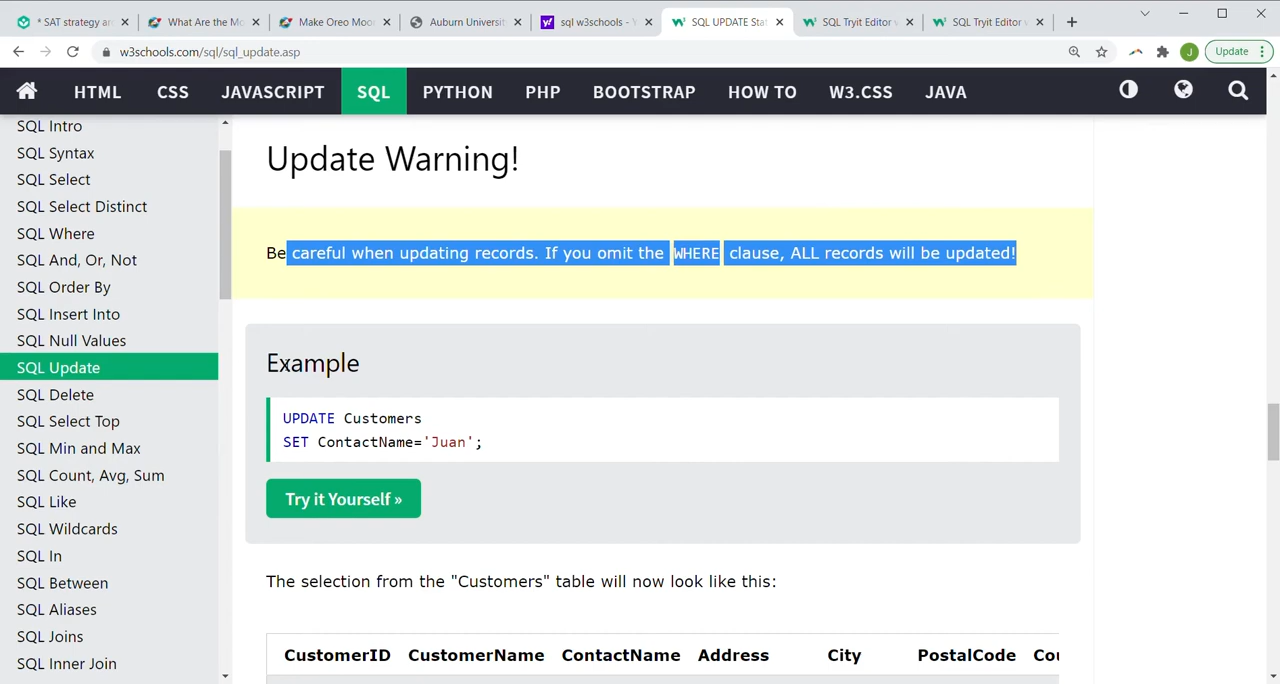 * SAT strategy an
What Are the Mo
Make Oreo Moon
Auburn Universit
sql w3schools - Y
SQL UPDATE Stat
SQL Tryit Editor v
SQL Tryit Editor v
w3schools.com/sql/sql_update.asp
J
Update
HTML CSS JAVASCRIPT SQL PYTHON PHP BOOTSTRAP HOW TO W3.CSS JAVA
SQL Intro
SQL Syntax
SQL Select
SQL Select Distinct
SQL Where
SQL And, Or, Not
SQL Order By
SQL Insert Into
SQL Null Values
SQL Update
SQL Delete
SQL Select Top
SQL Min and Max
SQL Count, Avg, Sum
SQL Like
SQL Wildcards
SQL In
SQL Between
SQL Aliases
SQL Joins
SQL Inner Join
Update Warning!
Be careful when updating records. If you omit the WHERE clause, ALL records will be updated!
Example
UPDATE Customers
SET ContactName='Juan';
Try it Yourself »
The selection from the "Customers" table will now look like this:
CustomerID CustomerName ContactName Address City PostalCode Cou